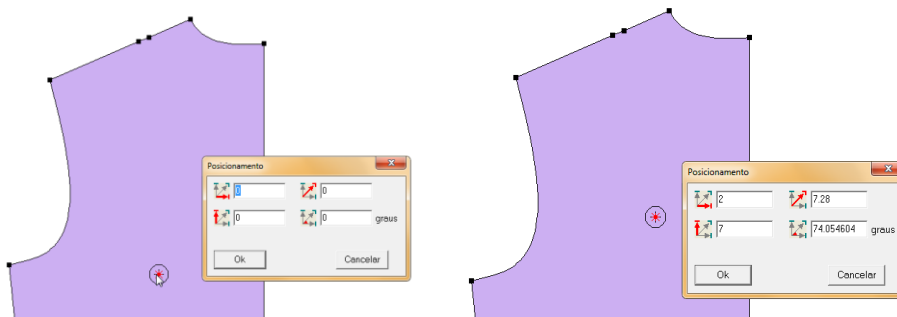 Posicionamento
0 0
0 0 graus
Ok Cancelar
Posicionamento
2 7.28
7 74.054604 graus
Ok Cancelar